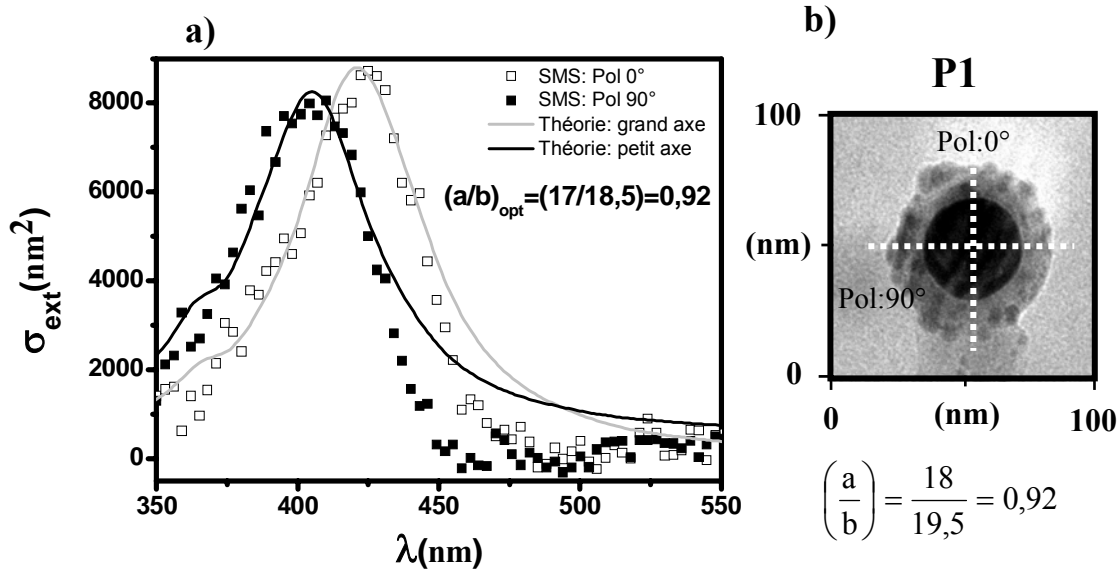 a)
σext(nm²)
8000
6000
4000
2000
0
350 400 450 500 550
λ(nm)
SMS: Pol 0°
SMS: Pol 90°
Théorie: grand axe
Théorie: petit axe
(a/b)opt=(17/18,5)=0,92
b)
P1
100
(nm)
0
Pol:0°
Pol:90°
0 (nm) 100
(a/b) = 18/19,5 = 0,92